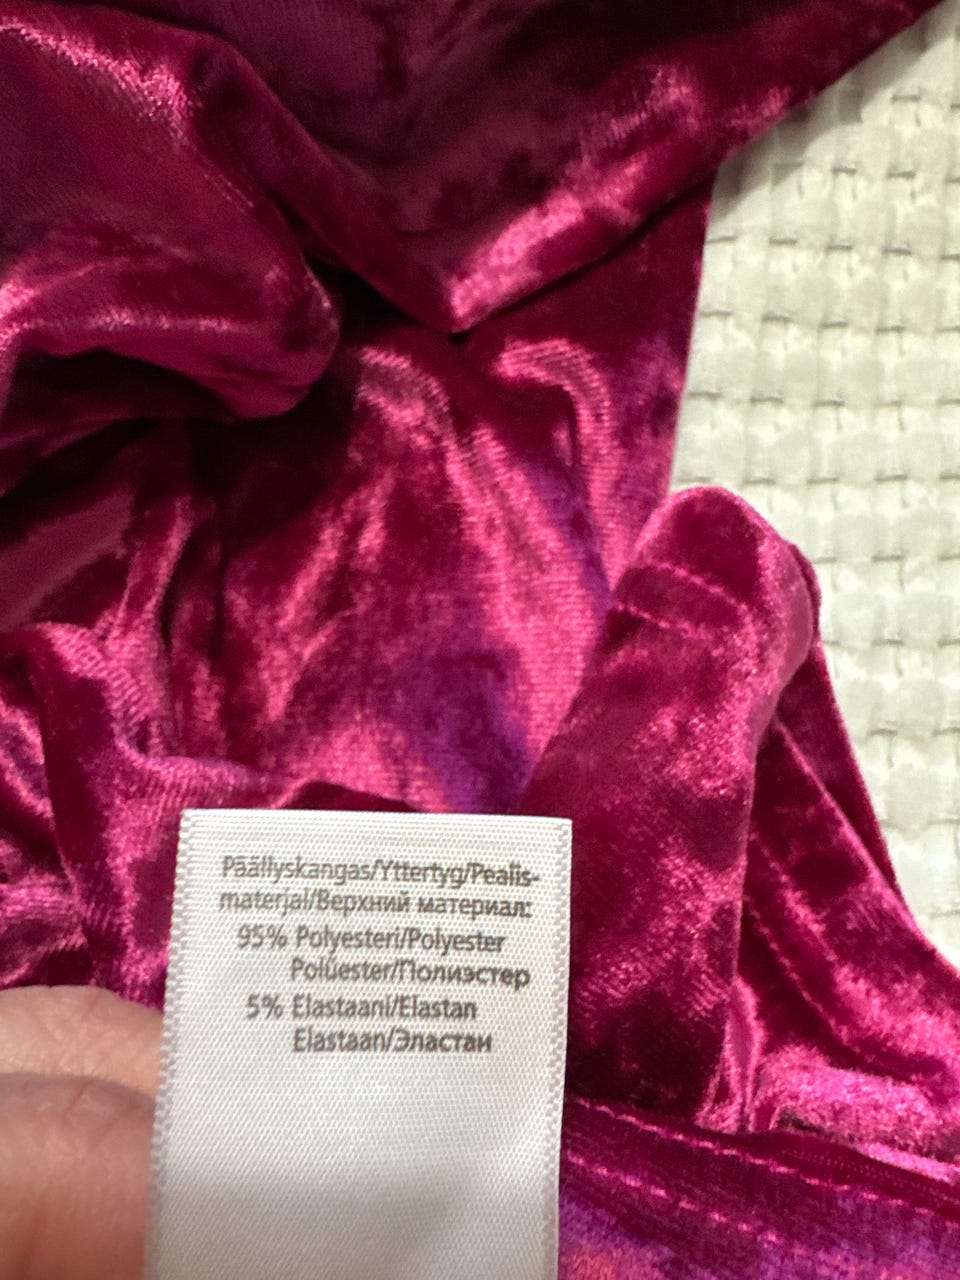 Päällyskangas/Yttertyg/Pealis-
materjal/Верхний материал:
95% Polyesteri/Polyester
Polüester/Полиэстер
5% Elastaani/Elastan
Elastaan/Эластан